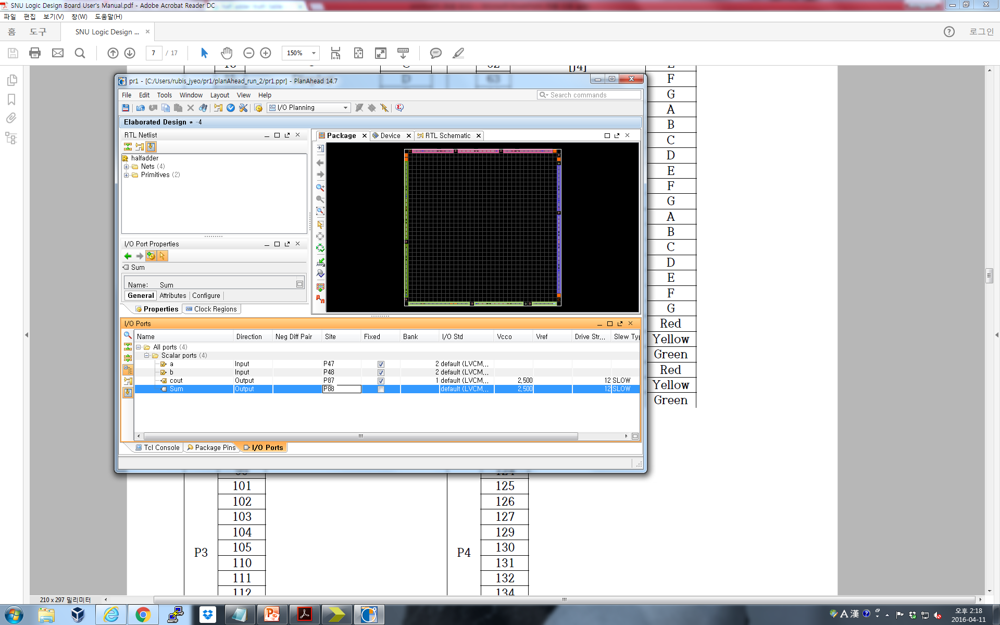 SNU Logic Design Board User's Manual.pdf - Adobe Acrobat Reader DC
파일 편집 보기(V) 창(W) 도움말(H)
홈 도구 SNU Logic Design ... × 로그인
7 / 17 150%
[J4]
pr1 - [C:/Users/rubis_jyeo/pr1/planAhead_run_2/pr1.ppr] - PlanAhead 14.7
D 63 F
File Edit Tools Window Layout View Help
Search commands
G
I/O Planning
A
Elaborated Design * -4
B
RTL Netlist
Package × Device × RTL Schematic ×
C
D
E
F
G
A
B
C
D
E
F
G
halfadder
Nets (4)
Primitives (2)
I/O Port Properties
Sum
Name: Sum
General Attributes Configure
Properties Clock Regions
I/O Ports
Red
Name Direction Neg Diff Pair Site Fixed Bank I/O Std Vcco Vref Drive Str... Slew Typ
Yellow
All ports (4)
Scalar ports (4)
Green
a Input P47 2 default (LVCM...
b Input P48 2 default (LVCM...
Red
cout Output P87 1 default (LVCM... 2,500 12 SLOW
Sum Output P88 default (LVCM... 2,500 12 SLOW
Yellow
Green
Tcl Console Package Pins I/O Ports
101 125
102 126
103 127
104 129
P3 105 P4 130
110 131
111 132
112 134
210 x 297 밀리미터
A 漢
오후 2:18
2016-04-11